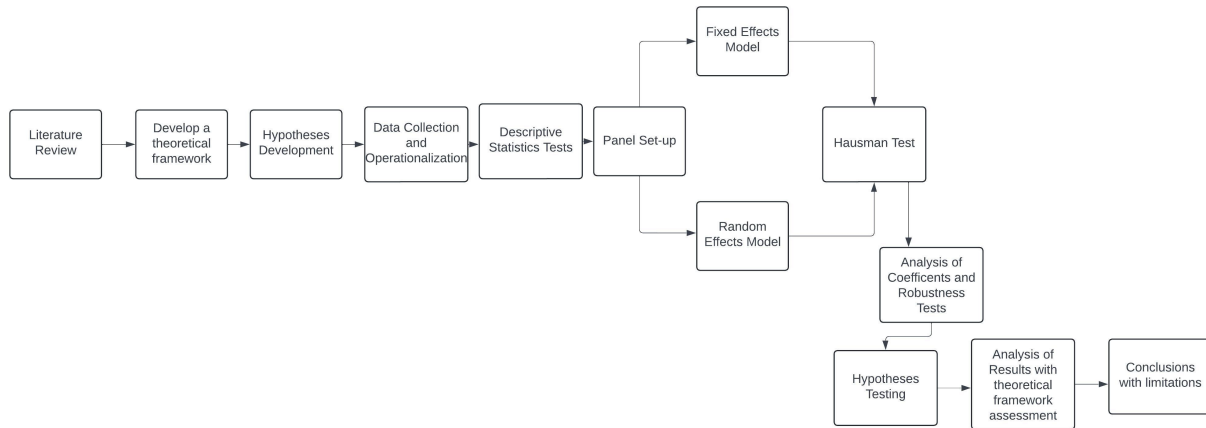 Literature
Review
Develop a
theoretical
framework
Hypotheses
Development
Data Collection
and
Operationalization
Descriptive
Statistics Tests
Panel Set-up
Fixed Effects
Model
Random
Effects Model
Hausman Test
Analysis of
Coefficents and
Robustness
Tests
Hypotheses
Testing
Analysis of
Results with
theoretical
framework
assessment
Conclusions
with limitations